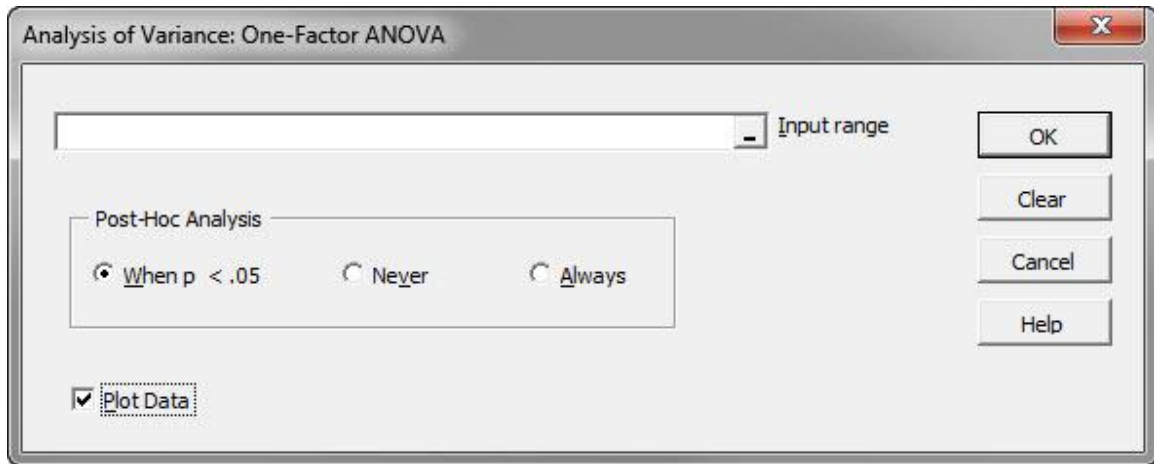 Analysis of Variance: One-Factor ANOVA
Input range
OK
Clear
Post-Hoc Analysis
When p < .05 Never Always
Cancel
Help
Plot Data